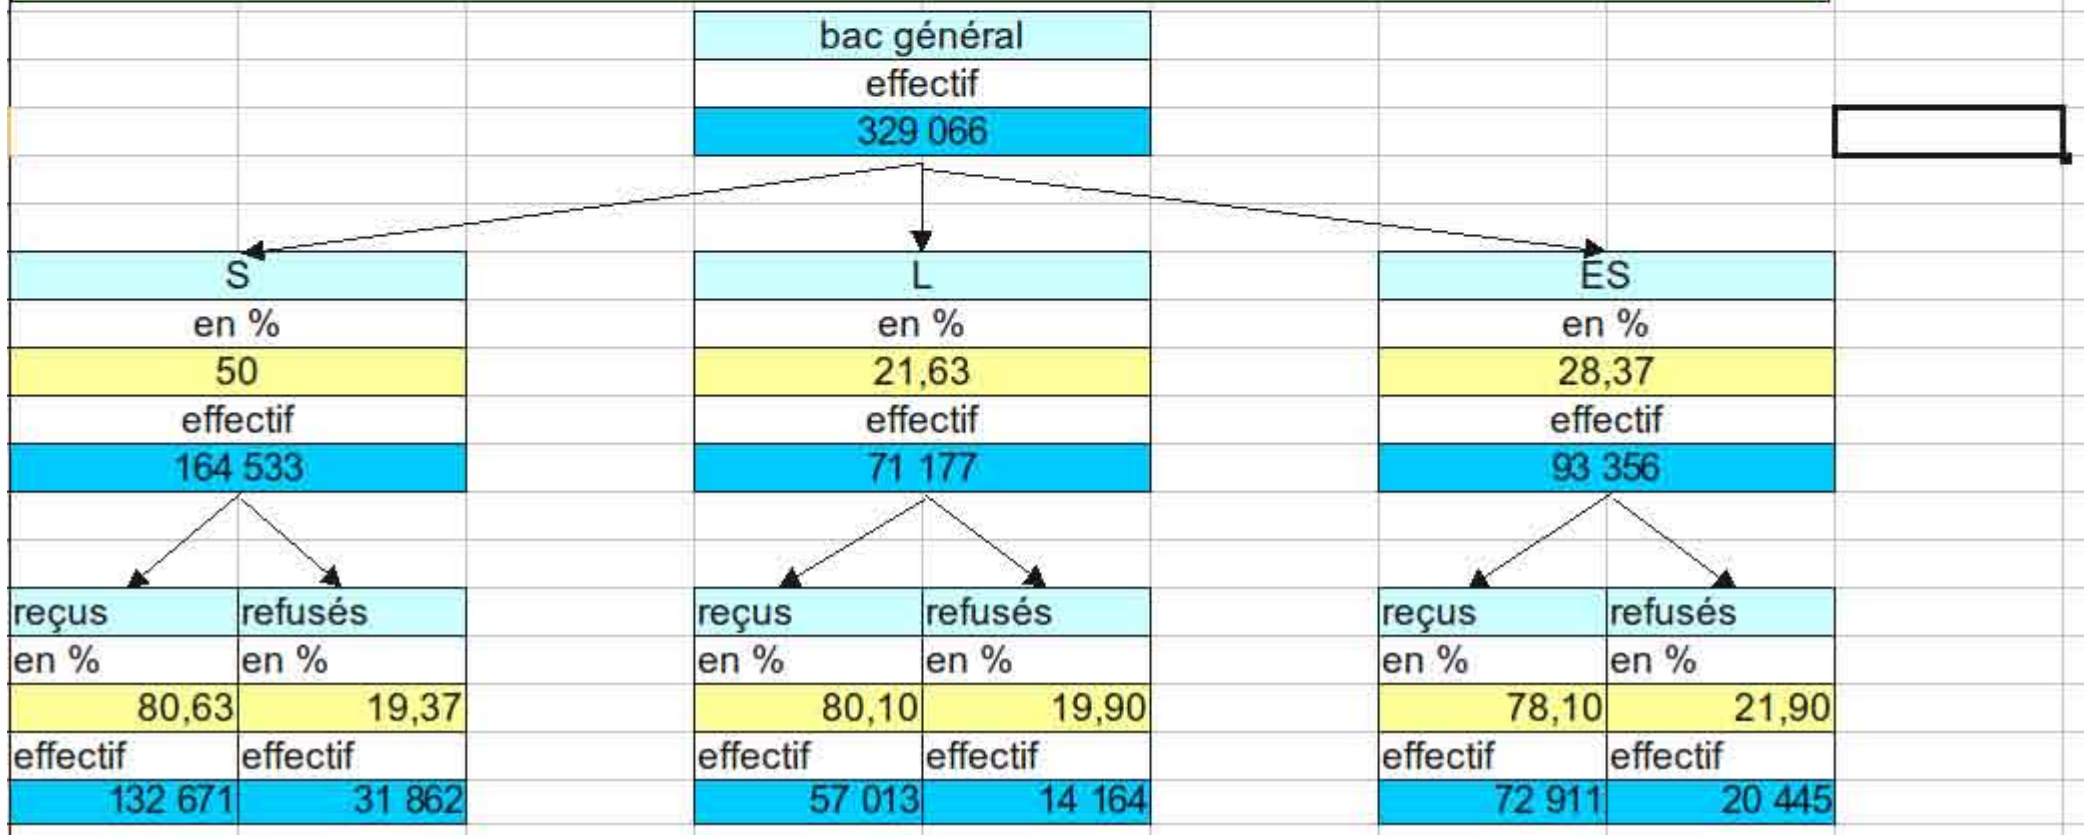 bac général
effectif
329 066
S L ES
en % en % en %
50 21,63 28,37
effectif effectif effectif
164 533 71 177 93 356
reçus refusés reçus refusés reçus refusés
en % en % en % en % en % en %
80,63 19,37 80,10 19,90 78,10 21,90
effectif effectif effectif effectif effectif effectif
132 671 31 862 57 013 14 164 72 911 20 445